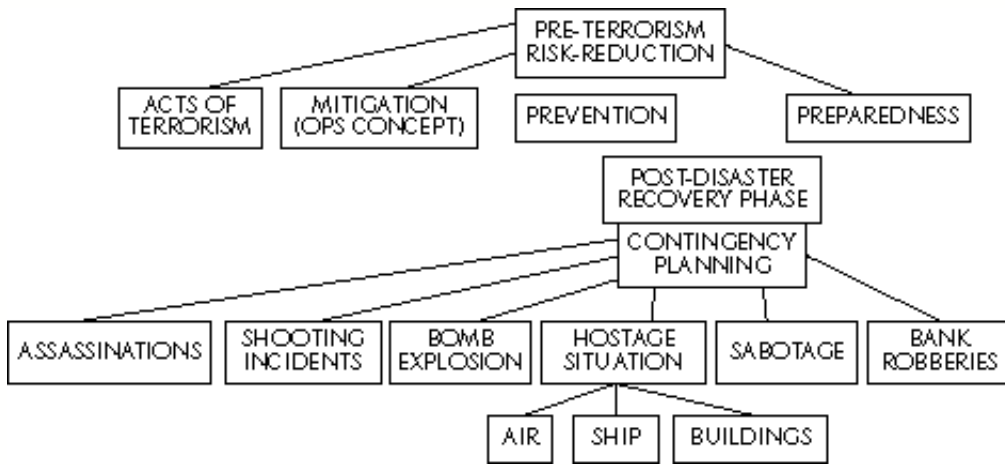 PRE-TERRORISM
RISK-REDUCTION
ACTS OF
TERRORISM
MITIGATION
(OPS CONCEPT)
PREVENTION
PREPAREDNESS
POST-DISASTER
RECOVERY PHASE
CONTINGENCY
PLANNING
ASSASSINATIONS
SHOOTING
INCIDENTS
BOMB
EXPLOSION
HOSTAGE
SITUATION
SABOTAGE
BANK
ROBBERIES
AIR
SHIP
BUILDINGS